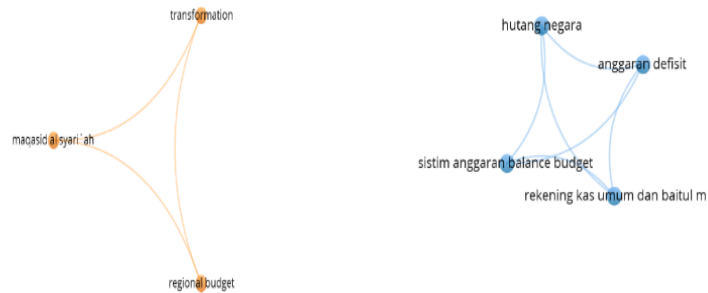 transformation
maqasid al-syari`ah
regional budget
hutang negara
anggaran defisit
sistim anggaran balance budget
rekening kas umum dan baitul m